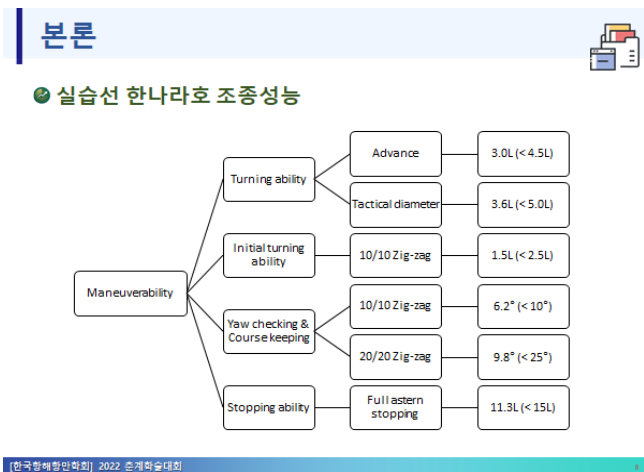 본론
실습선 한나라호 조종성능
Maneuverability
Turning ability
Advance
3.0L (< 4.5L)
Tactical diameter
3.6L (< 5.0L)
Initial turning
ability
10/10 Zig-zag
1.5L (< 2.5L)
Yaw checking &
Course keeping
10/10 Zig-zag
6.2° (< 10°)
20/20 Zig-zag
9.8° (< 25°)
Stopping ability
Full astern
stopping
11.3L (< 15L)
[한국항해항만학회] 2022 춘계학술대회